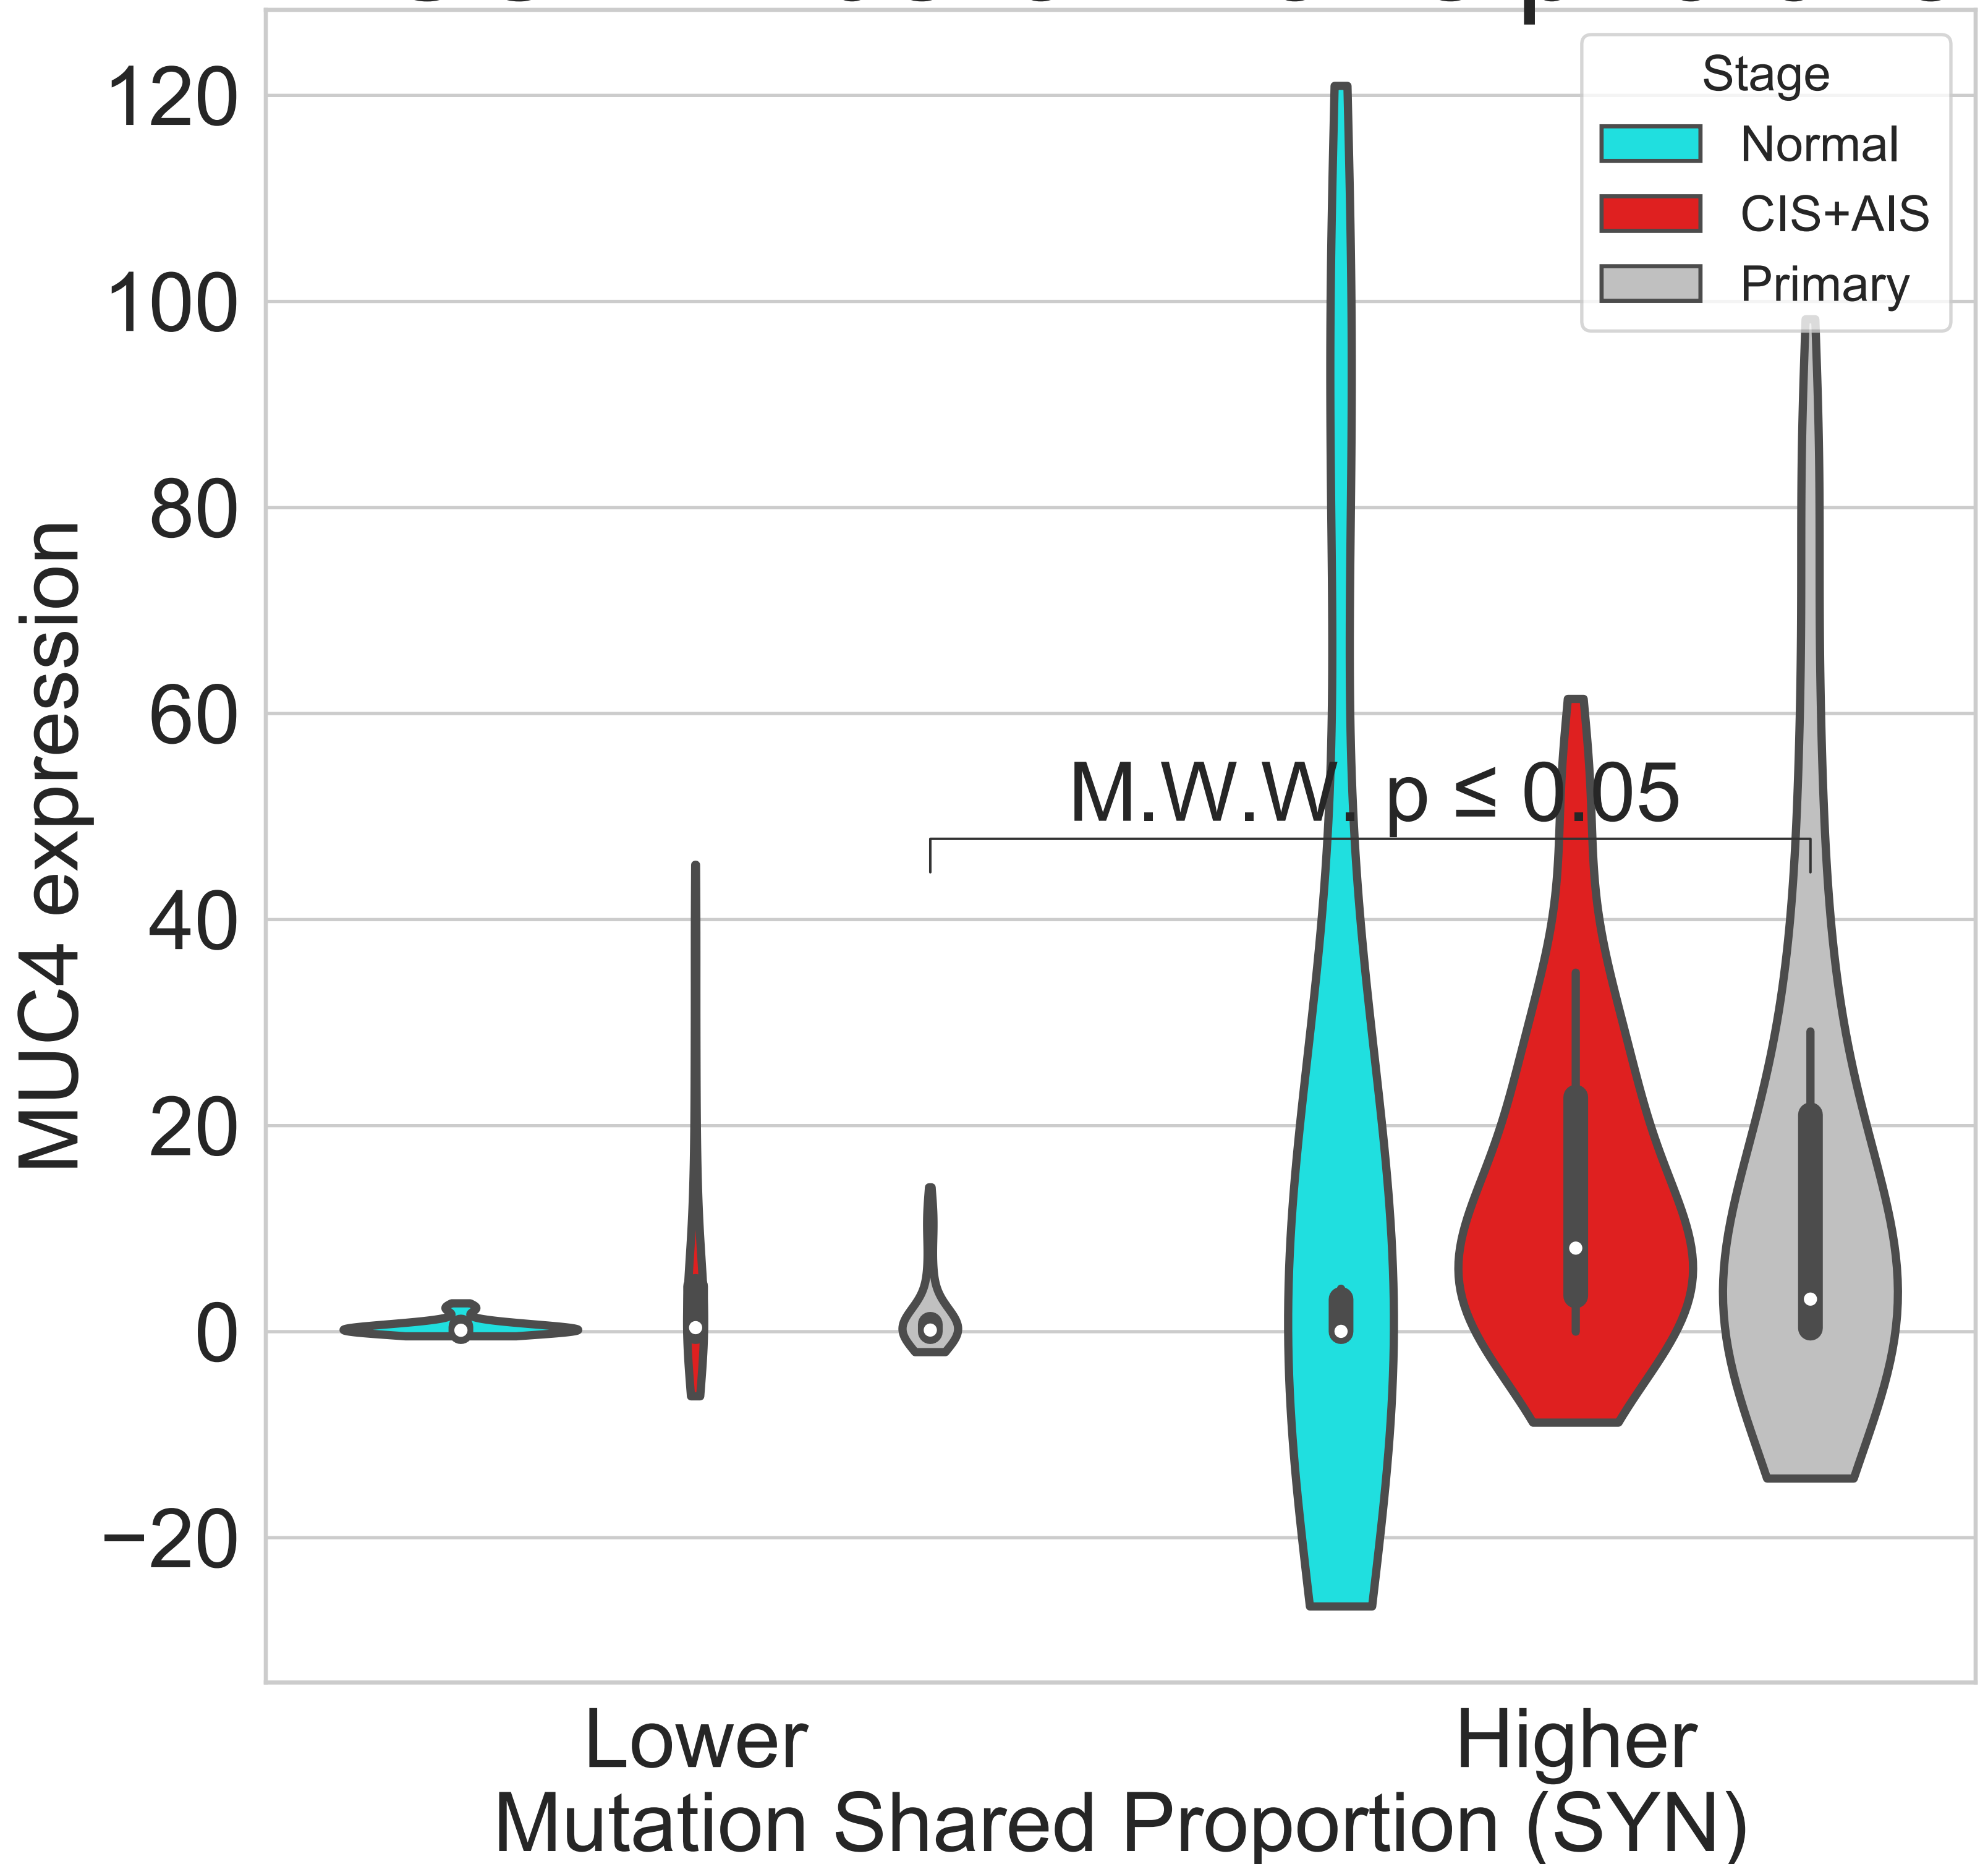 Stage
Normal
CIS+AIS
Primary
120
100
80
60
40
20
0
−20
MUC4 expression
M.W.W. p ≤ 0.05
Lower
Higher
Mutation Shared Proportion (SYN)